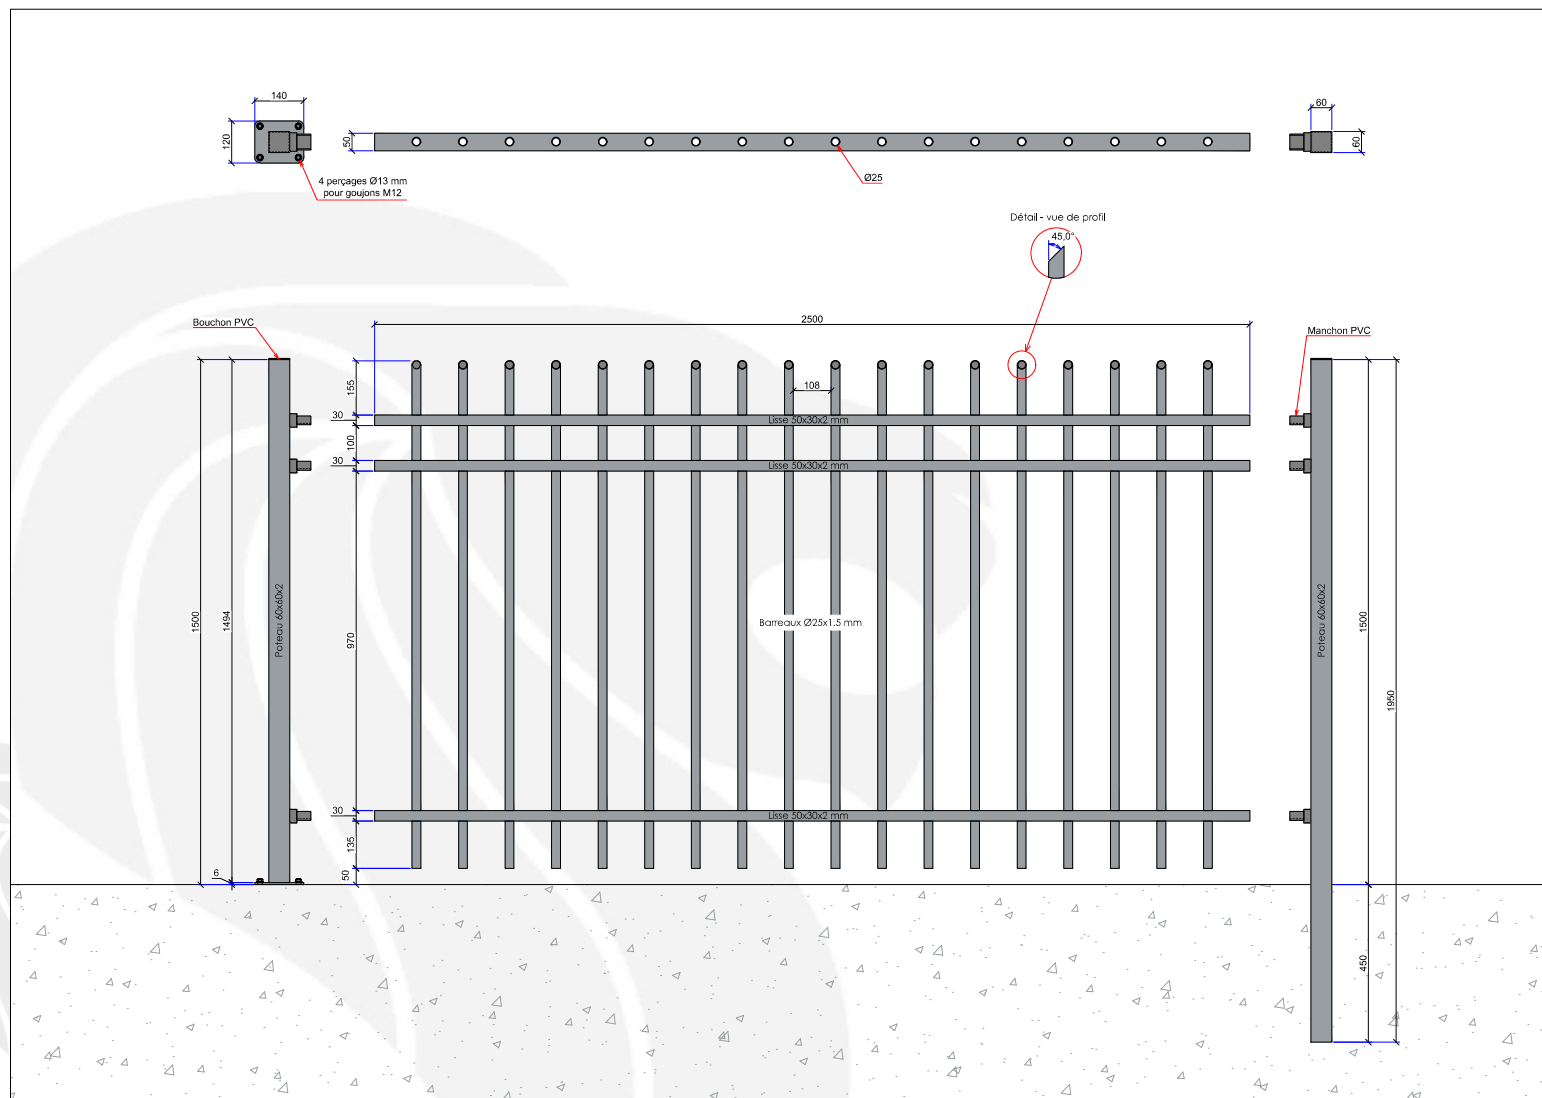 140
120
4 perçages Ø13 mm
pour goujons M12
50
Ø25
60
60
Détail - vue de profil
45,0°
Bouchon PVC
2500
Manchon PVC
155
108
30
Lisse 50x30x2 mm
100
30
Lisse 50x30x2 mm
1500
1494
Poteau 60x60x2
970
Barreaux Ø25x1.5 mm
Poteau 60x60x2
1500
1950
30
Lisse 50x30x2 mm
135
6
50
450